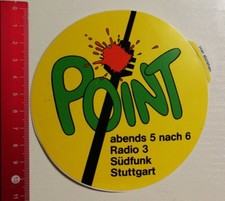 POINT
abends 5 nach 6
Radio 3
Südfunk
Stuttgart